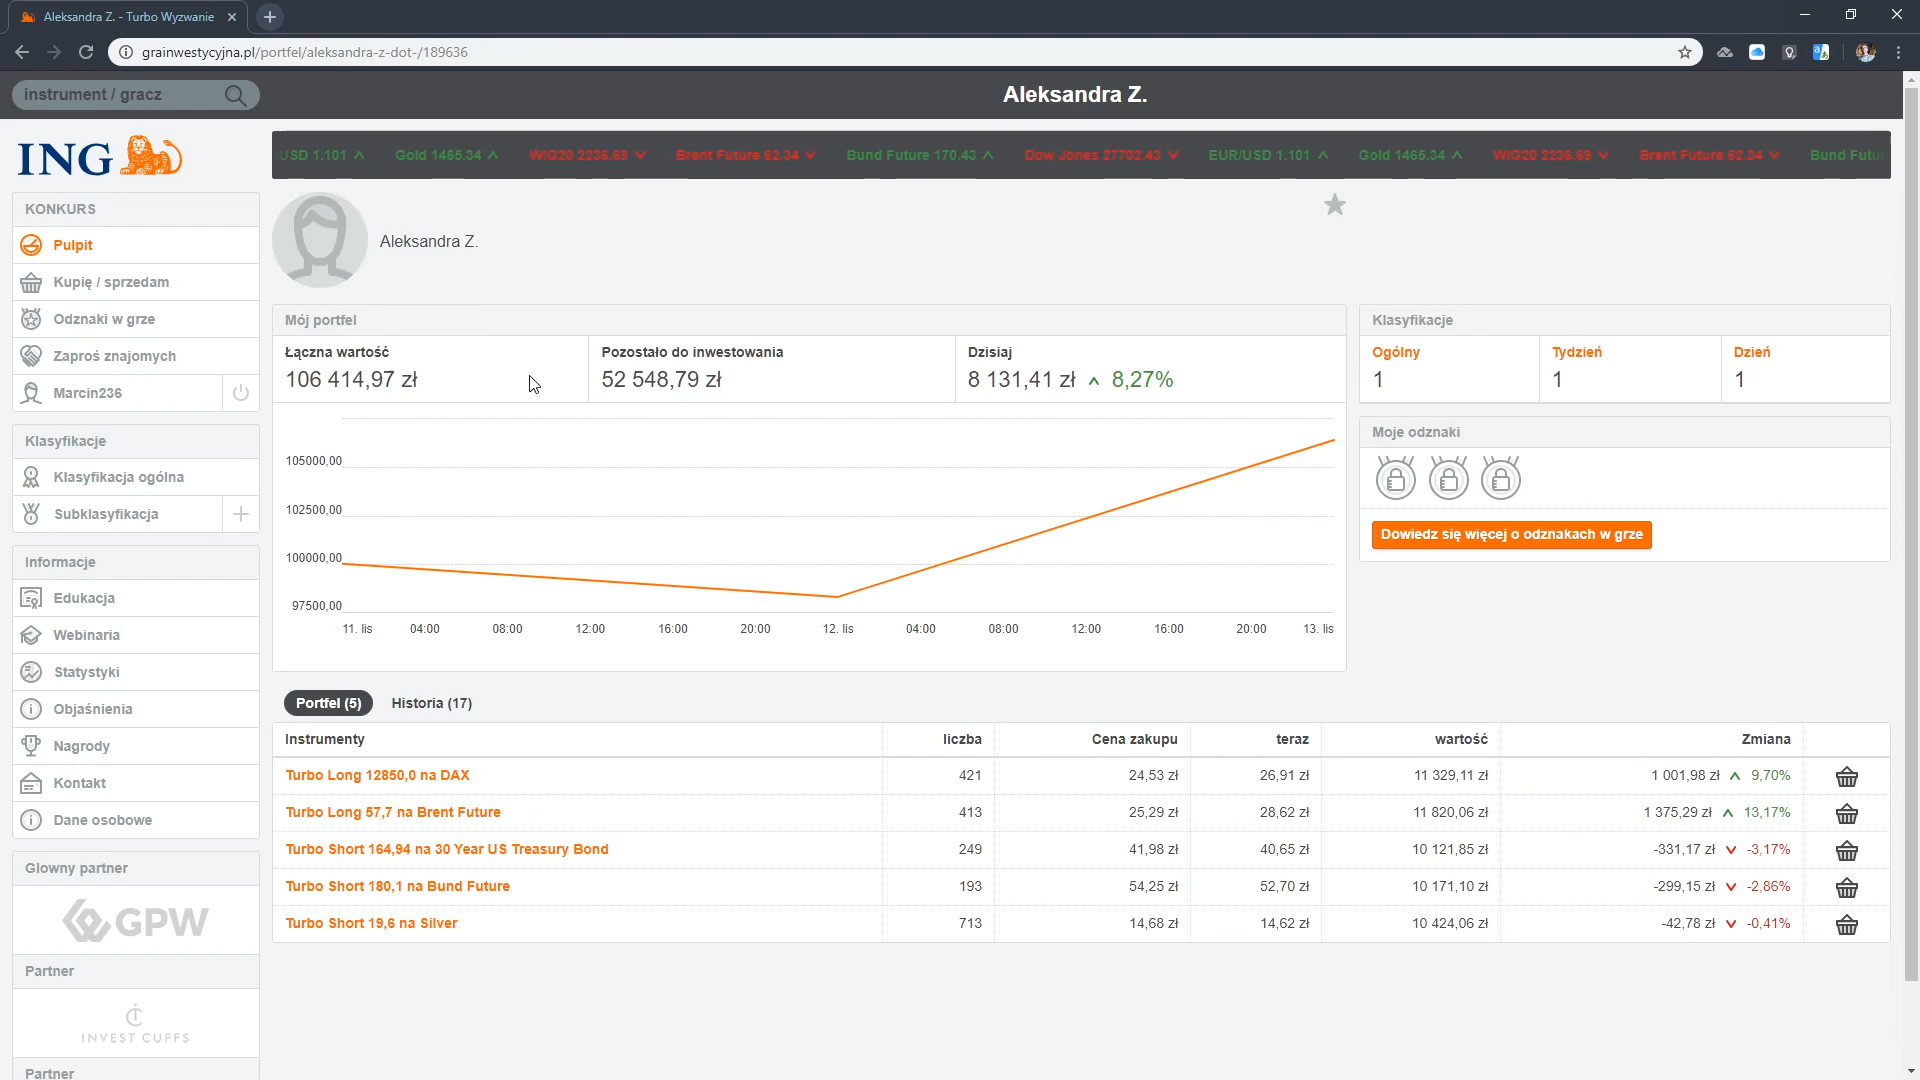 Aleksandra Z. - Turbo Wyzwanie
grainwestycyjna.pl/portfel/aleksandra-z-dot-/189636
instrument / gracz
Aleksandra Z.
ING
USD 1.101 Gold 1465.34 WIG20 2236.69 Brent Future 62.34 Bund Future 170.43 Dow Jones 27702.43 EUR/USD 1.101 Gold 1465.34 WIG20 2236.69 Brent Future 62.34 Bund Futu
KONKURS
Pulpit
Kupię / sprzedam
Odznaki w grze
Zaproś znajomych
Marcin236
Klasyfikacje
Klasyfikacja ogólna
Subklasyfikacja
Informacje
Edukacja
Webinaria
Statystyki
Objaśnienia
Nagrody
Kontakt
Dane osobowe
Glowny partner
GPW
Partner
INVEST CUFFS
Partner
Aleksandra Z.
Mój portfel
Łączna wartość
106 414,97 zł
Pozostało do inwestowania
52 548,79 zł
Dzisiaj
8 131,41 zł 8,27%
105000,00
102500,00
100000,00
97500,00
11. lis 04:00 08:00 12:00 16:00 20:00 12. lis 04:00 08:00 12:00 16:00 20:00 13. lis
Klasyfikacje
Ogólny Tydzień Dzień
1 1 1
Moje odznaki
Dowiedz się więcej o odznakach w grze
Portfel (5) Historia (17)
Instrumenty liczba Cena zakupu teraz wartość Zmiana
Turbo Long 12850,0 na DAX 421 24,53 zł 26,91 zł 11 329,11 zł 1 001,98 zł 9,70%
Turbo Long 57,7 na Brent Future 413 25,29 zł 28,62 zł 11 820,06 zł 1 375,29 zł 13,17%
Turbo Short 164,94 na 30 Year US Treasury Bond 249 41,98 zł 40,65 zł 10 121,85 zł -331,17 zł -3,17%
Turbo Short 180,1 na Bund Future 193 54,25 zł 52,70 zł 10 171,10 zł -299,15 zł -2,86%
Turbo Short 19,6 na Silver 713 14,68 zł 14,62 zł 10 424,06 zł -42,78 zł -0,41%